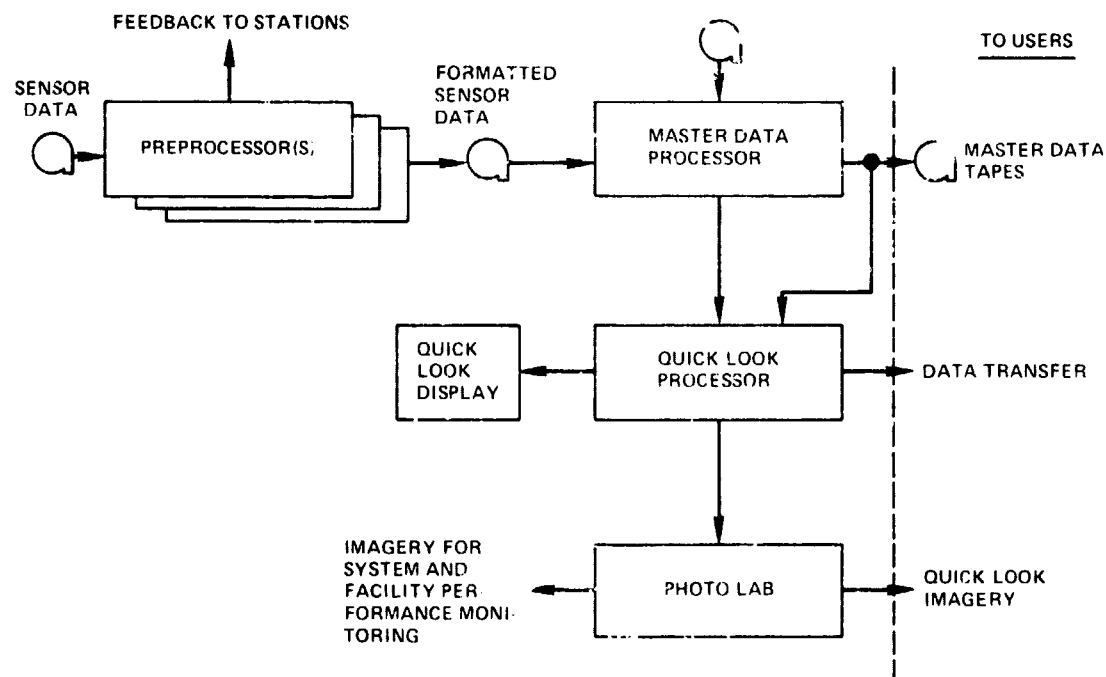 FEEDBACK TO STATIONS
TO USERS
SENSOR
DATA
FORMATTED
SENSOR
DATA
PREPROCESSOR(S)
MASTER DATA
PROCESSOR
MASTER DATA
TAPES
QUICK
LOOK
DISPLAY
QUICK LOOK
PROCESSOR
DATA TRANSFER
IMAGERY FOR
SYSTEM AND
FACILITY PER-
FORMANCE MONI-
TORING
PHOTO LAB
QUICK LOOK
IMAGERY